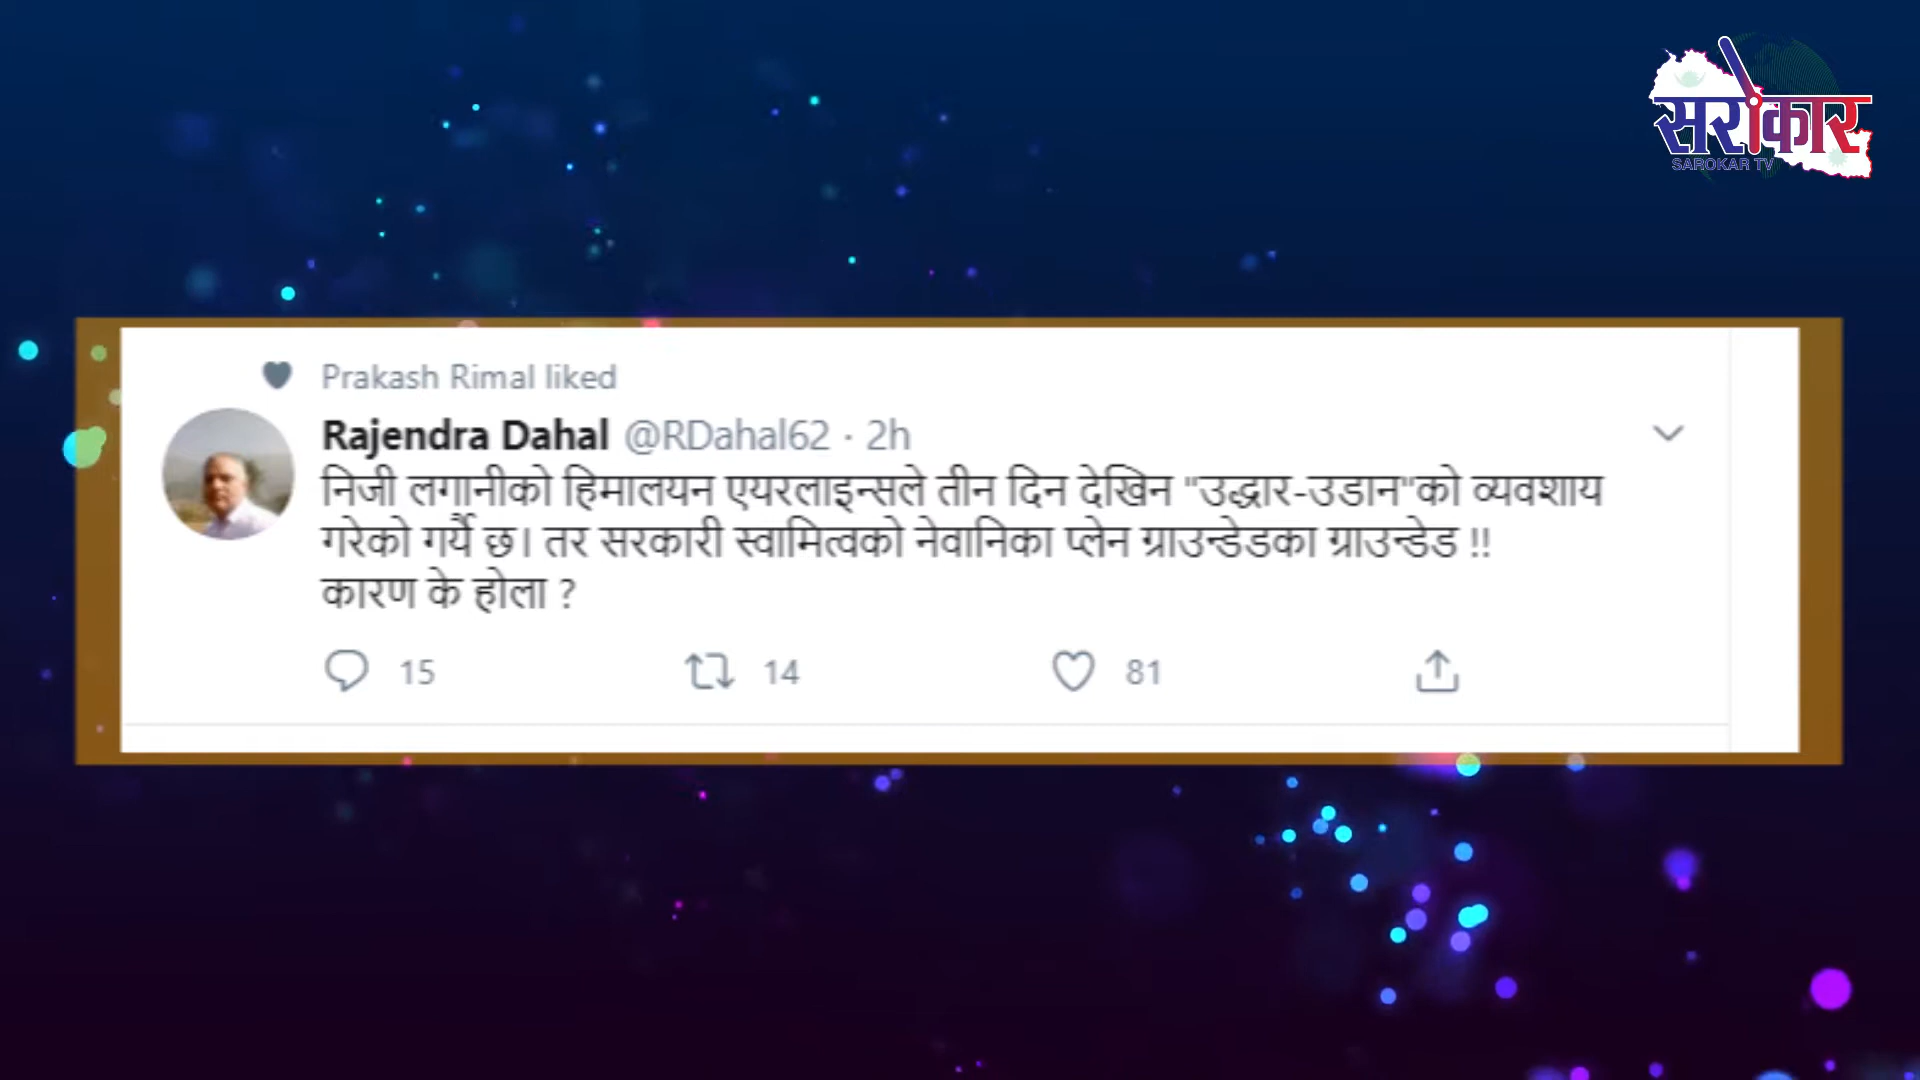 सरोकार
SAROKAR TV
Prakash Rimal liked
Rajendra Dahal @RDahal62 · 2h
निजी लगानीको हिमालयन एयरलाइन्सले तीन दिन देखिन "उद्धार-उडान"को व्यवशाय
गरेको गर्यै छ। तर सरकारी स्वामित्वको नेवानिका प्लेन ग्राउन्डेडका ग्राउन्डेड !!
कारण के होला ?
15 14 81